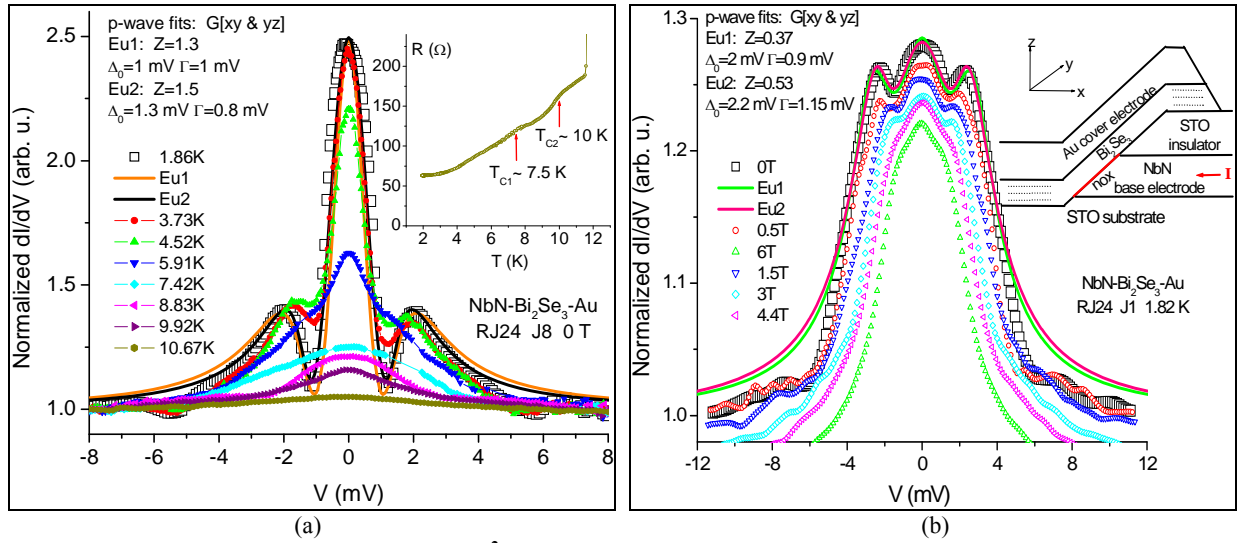 p-wave fits: G[xy & yz]
Eu1: Z=1.3
Δ₀=1 mV Γ=1 mV
Eu2: Z=1.5
Δ₀=1.3 mV Γ=0.8 mV
1.86K
Eu1
Eu2
3.73K
4.52K
5.91K
7.42K
8.83K
9.92K
10.67K
2.5
2.0
1.5
1.0
Normalized dI/dV (arb. u.)
-8 -6 -4 -2 0 2 4 6 8
V (mV)
R (Ω)
200
150
100
50
0
2 4 6 8 10 12
T (K)
T_C1~ 7.5 K
T_C2~ 10 K
NbN-Bi₂Se₃-Au
RJ24 J8 0 T
(a)
p-wave fits: G[xy & yz]
Eu1: Z=0.37
Δ₀=2 mV Γ=0.9 mV
Eu2: Z=0.53
Δ₀=2.2 mV Γ=1.15 mV
0T
Eu1
Eu2
0.5T
6T
1.5T
3T
4.4T
1.3
1.2
1.1
1.0
Normalized dI/dV (arb. u.)
-12 -8 -4 0 4 8 12
V (mV)
z
y
x
Au cover electrode
Bi₂Se₃
nox
STO
insulator
NbN
base electrode
I
STO substrate
NbN-Bi₂Se₃-Au
RJ24 J1 1.82 K
(b)